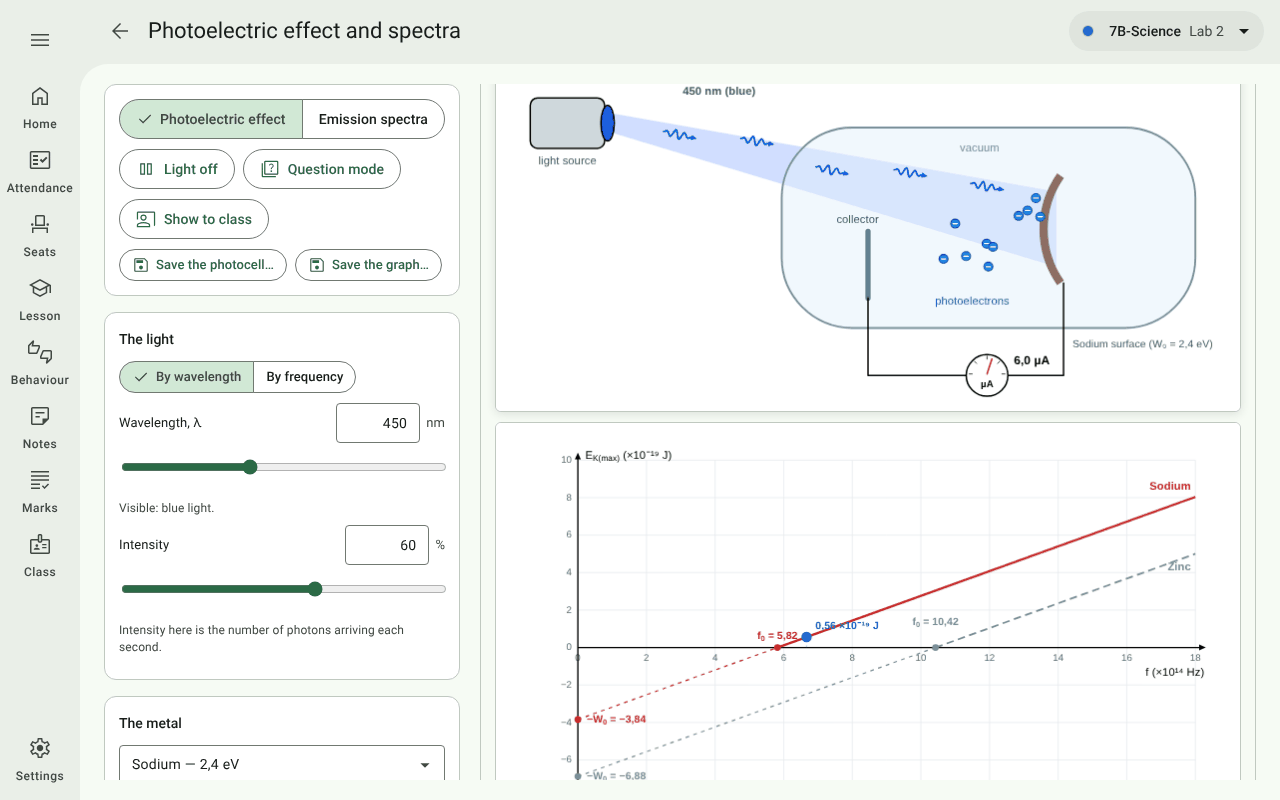 Photoelectric effect and spectra
7B-Science Lab 2
Home
Attendance
Seats
Lesson
Behaviour
Notes
Marks
Class
Settings
Photoelectric effect
Emission spectra
Light off
Question mode
Show to class
Save the photocell…
Save the graph…
The light
By wavelength
By frequency
Wavelength, λ
450 nm
Visible: blue light.
Intensity
60 %
Intensity here is the number of photons arriving each
second.
The metal
Sodium — 2,4 eV
450 nm (blue)
light source
vacuum
collector
photoelectrons
Sodium surface (W₀ = 2,4 eV)
6,0 µA
µA
E_K(max) (×10⁻¹⁹ J)
10
8
6
4
2
0
−2
−4
−6
0 2 4 6 8 10 12 14 16 18
f (×10¹⁴ Hz)
Sodium
Zinc
f₀ = 5,82
0,56 ×10⁻¹⁹ J
f₀ = 10,42
−W₀ = −3,84
−W₀ = −6,88